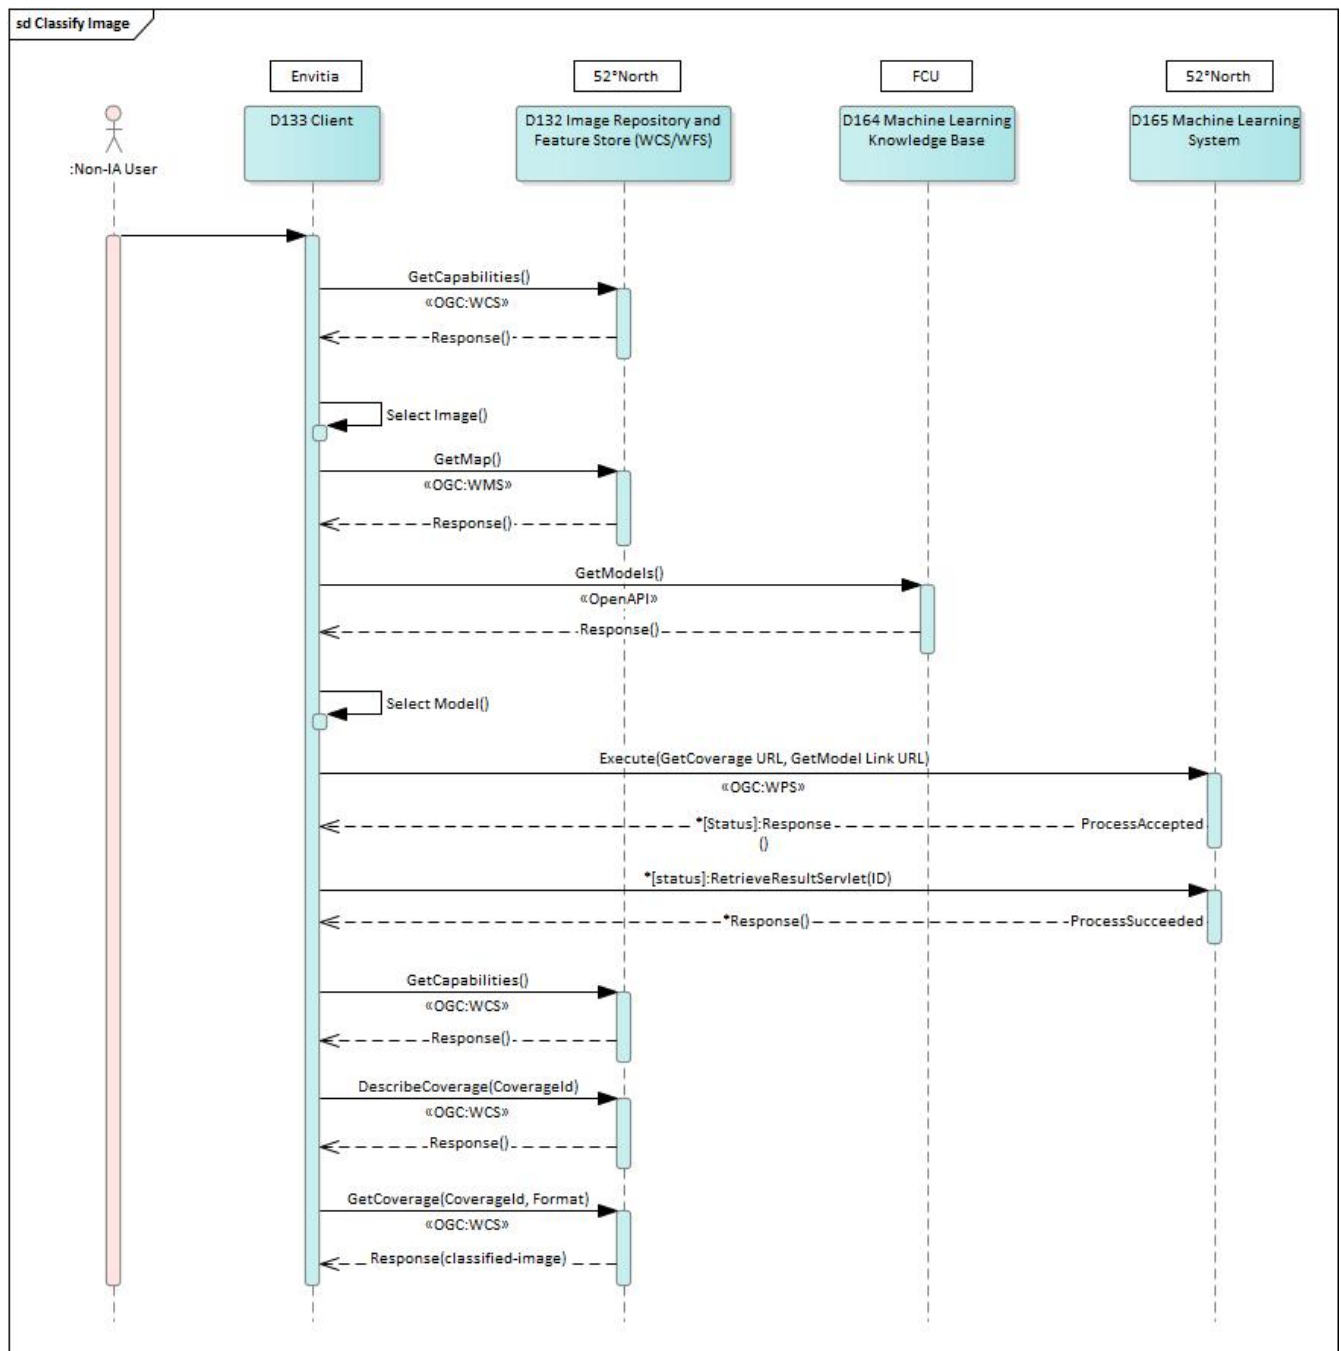 sd Classify Image
Envitia
52°North
FCU
52°North
D133 Client
D132 Image Repository and
Feature Store (WCS/WFS)
D164 Machine Learning
Knowledge Base
D165 Machine Learning
System
:Non-IA User
GetCapabilities()
«OGC:WCS»
Response()
Select Image()
GetMap()
«OGC:WMS»
Response()
GetModels()
«OpenAPI»
Response()
Select Model()
Execute(GetCoverage URL, GetModel Link URL)
«OGC:WPS»
*[Status]:Response
()
ProcessAccepted
*[status]:RetrieveResultServlet(ID)
*Response()
ProcessSucceeded
GetCapabilities()
«OGC:WCS»
Response()
DescribeCoverage(CoverageId)
«OGC:WCS»
Response()
GetCoverage(CoverageId, Format)
«OGC:WCS»
Response(classified-image)